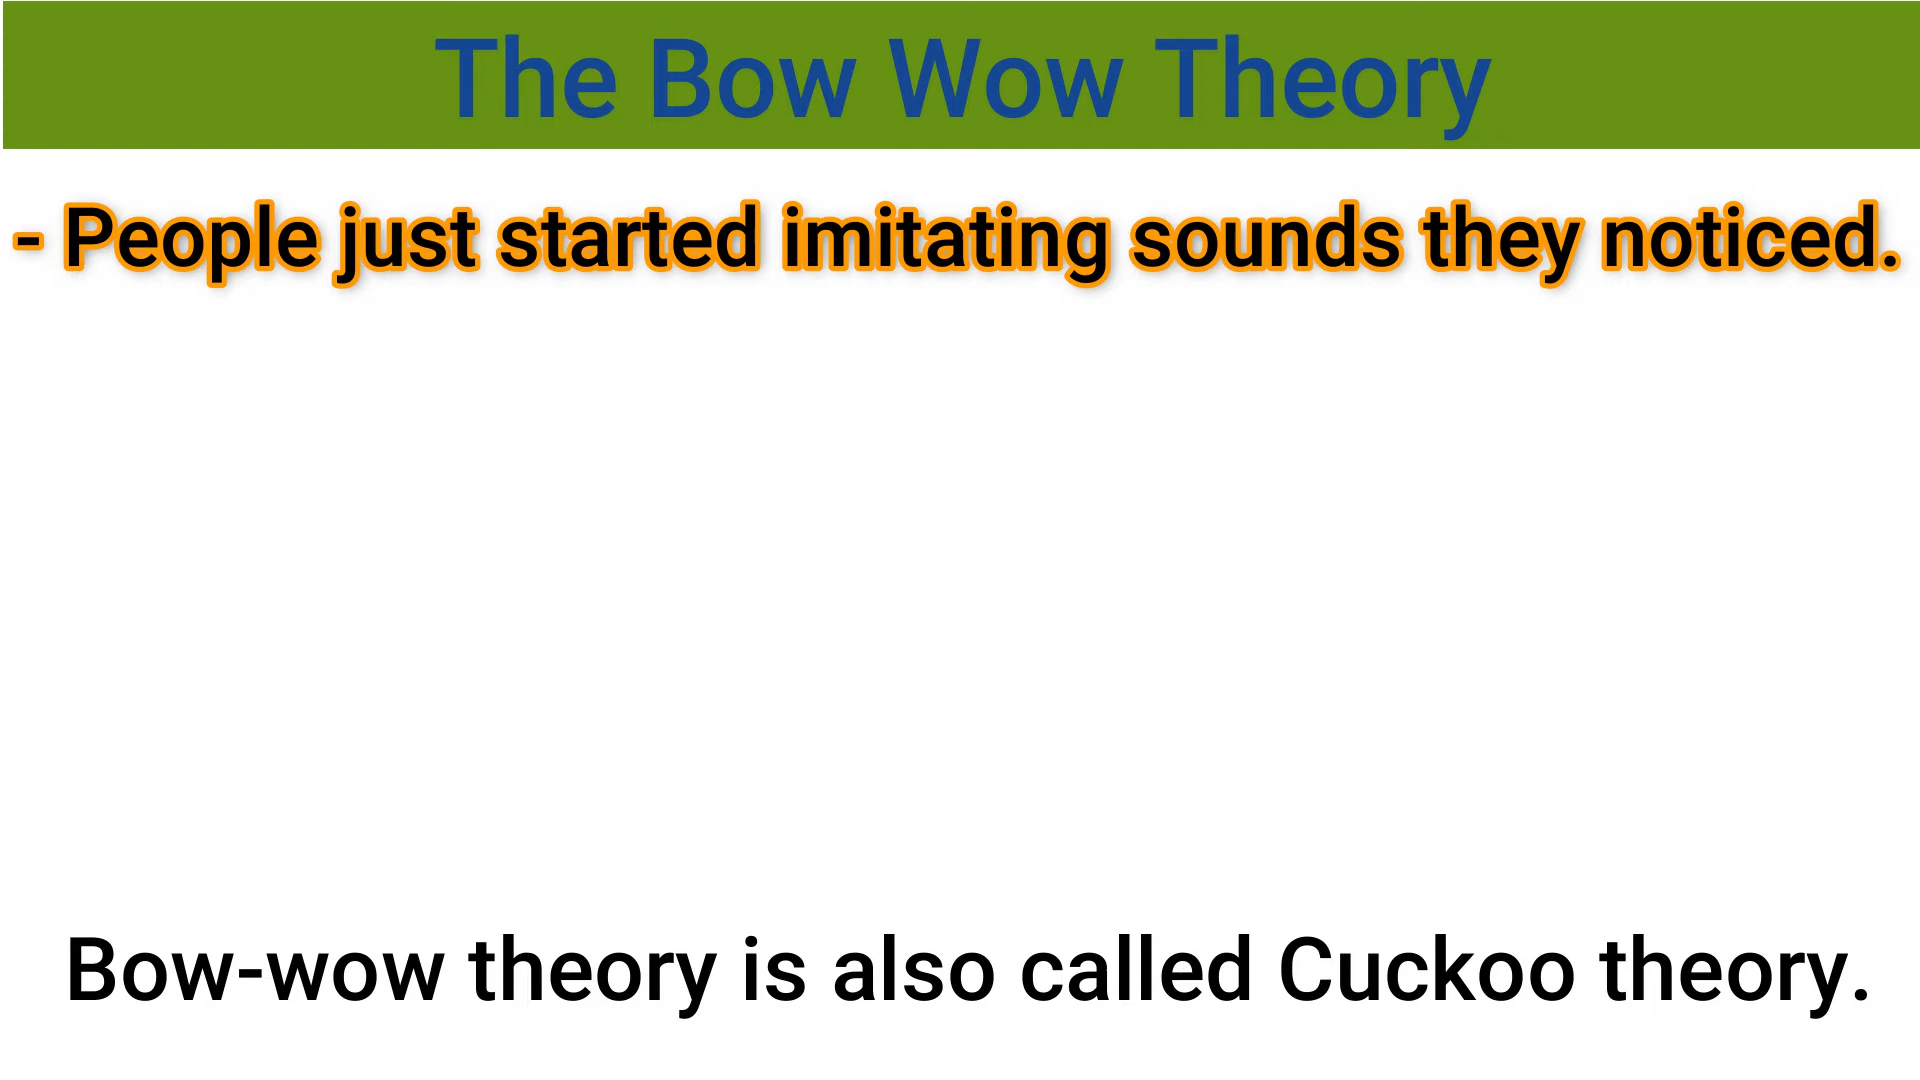 The Bow Wow Theory
- People just started imitating sounds they noticed.
Bow-wow theory is also called Cuckoo theory.